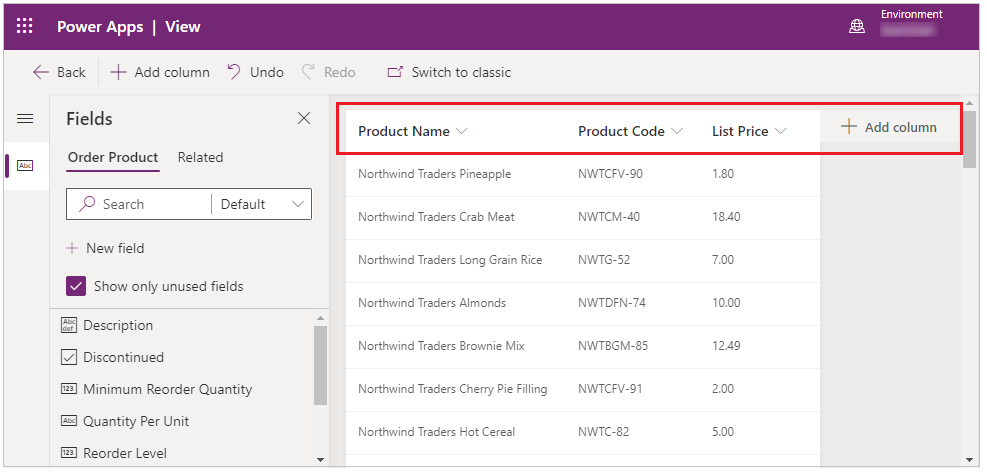 Power Apps | View
Environment
Back
Add column
Undo
Redo
Switch to classic
Fields
Order Product
Related
Search
Default
New field
Show only unused fields
Abc def Description
Discontinued
123 Minimum Reorder Quantity
Abc Quantity Per Unit
123 Reorder Level
Abc
Product Name Product Code List Price Add column
Northwind Traders Pineapple NWTCFV-90 1.80
Northwind Traders Crab Meat NWTCM-40 18.40
Northwind Traders Long Grain Rice NWTG-52 7.00
Northwind Traders Almonds NWTDFN-74 10.00
Northwind Traders Brownie Mix NWTBGM-85 12.49
Northwind Traders Cherry Pie Filling NWTCFV-91 2.00
Northwind Traders Hot Cereal NWTC-82 5.00